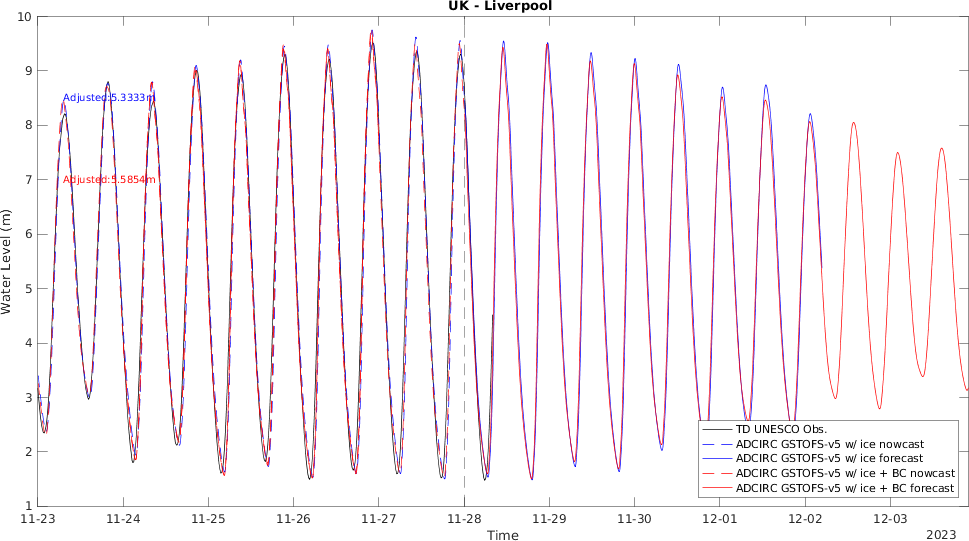 UK - Liverpool
10
9
8
7
6
5
4
3
2
1
Water Level (m)
Adjusted:5.3333m
Adjusted:5.5854m
TD UNESCO Obs.
ADCIRC GSTOFS-v5 w/ ice nowcast
ADCIRC GSTOFS-v5 w/ ice forecast
ADCIRC GSTOFS-v5 w/ ice + BC nowcast
ADCIRC GSTOFS-v5 w/ ice + BC forecast
11-23 11-24 11-25 11-26 11-27 11-28 11-29 11-30 12-01 12-02 12-03
Time
2023